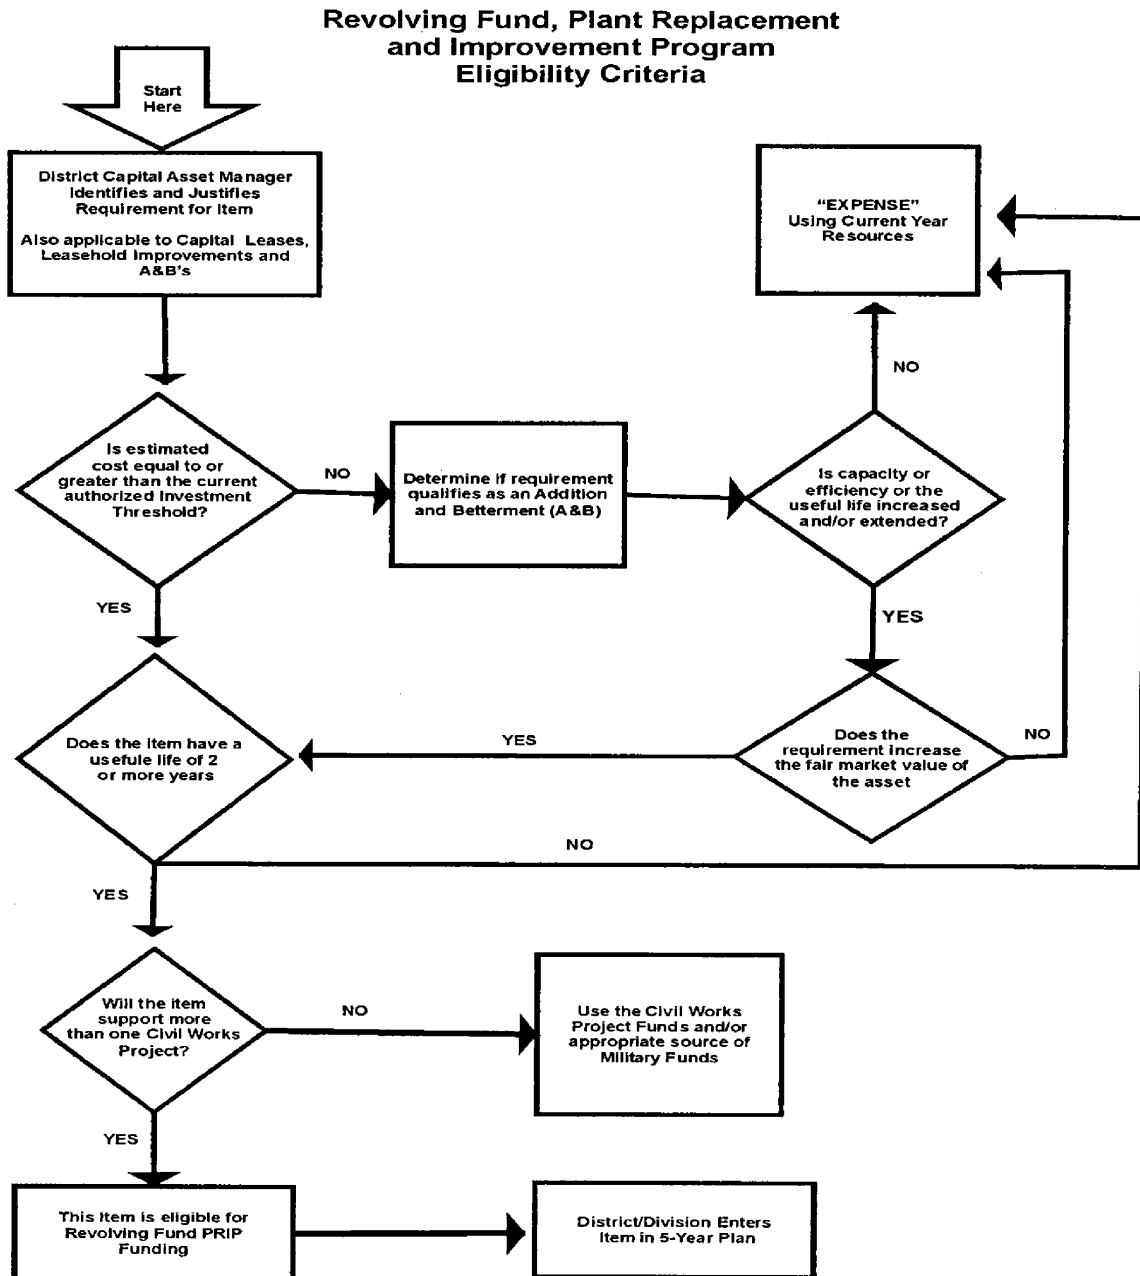 Revolving Fund, Plant Replacement
and Improvement Program
Eligibility Criteria
Start
Here
District Capital Asset Manager
Identifies and Justifies
Requirement for Item
Also applicable to Capital Leases,
Leasehold Improvements and
A&B's
“EXPENSE”
Using Current Year
Resources
NO
Is estimated
cost equal to or
greater than the current
authorized Investment
Threshold?
NO
Determine if requirement
qualifies as an Addition
and Betterment (A&B)
Is capacity or
efficiency or the
useful life increased
and/or extended?
YES
YES
Does the item have a
usefule life of 2
or more years
YES
Does the
requirement increase
the fair market value of
the asset
NO
NO
YES
Will the item
support more
than one Civil Works
Project?
NO
Use the Civil Works
Project Funds and/or
appropriate source of
Military Funds
YES
This item is eligible for
Revolving Fund PRIP
Funding
District/Division Enters
Item in 5-Year Plan